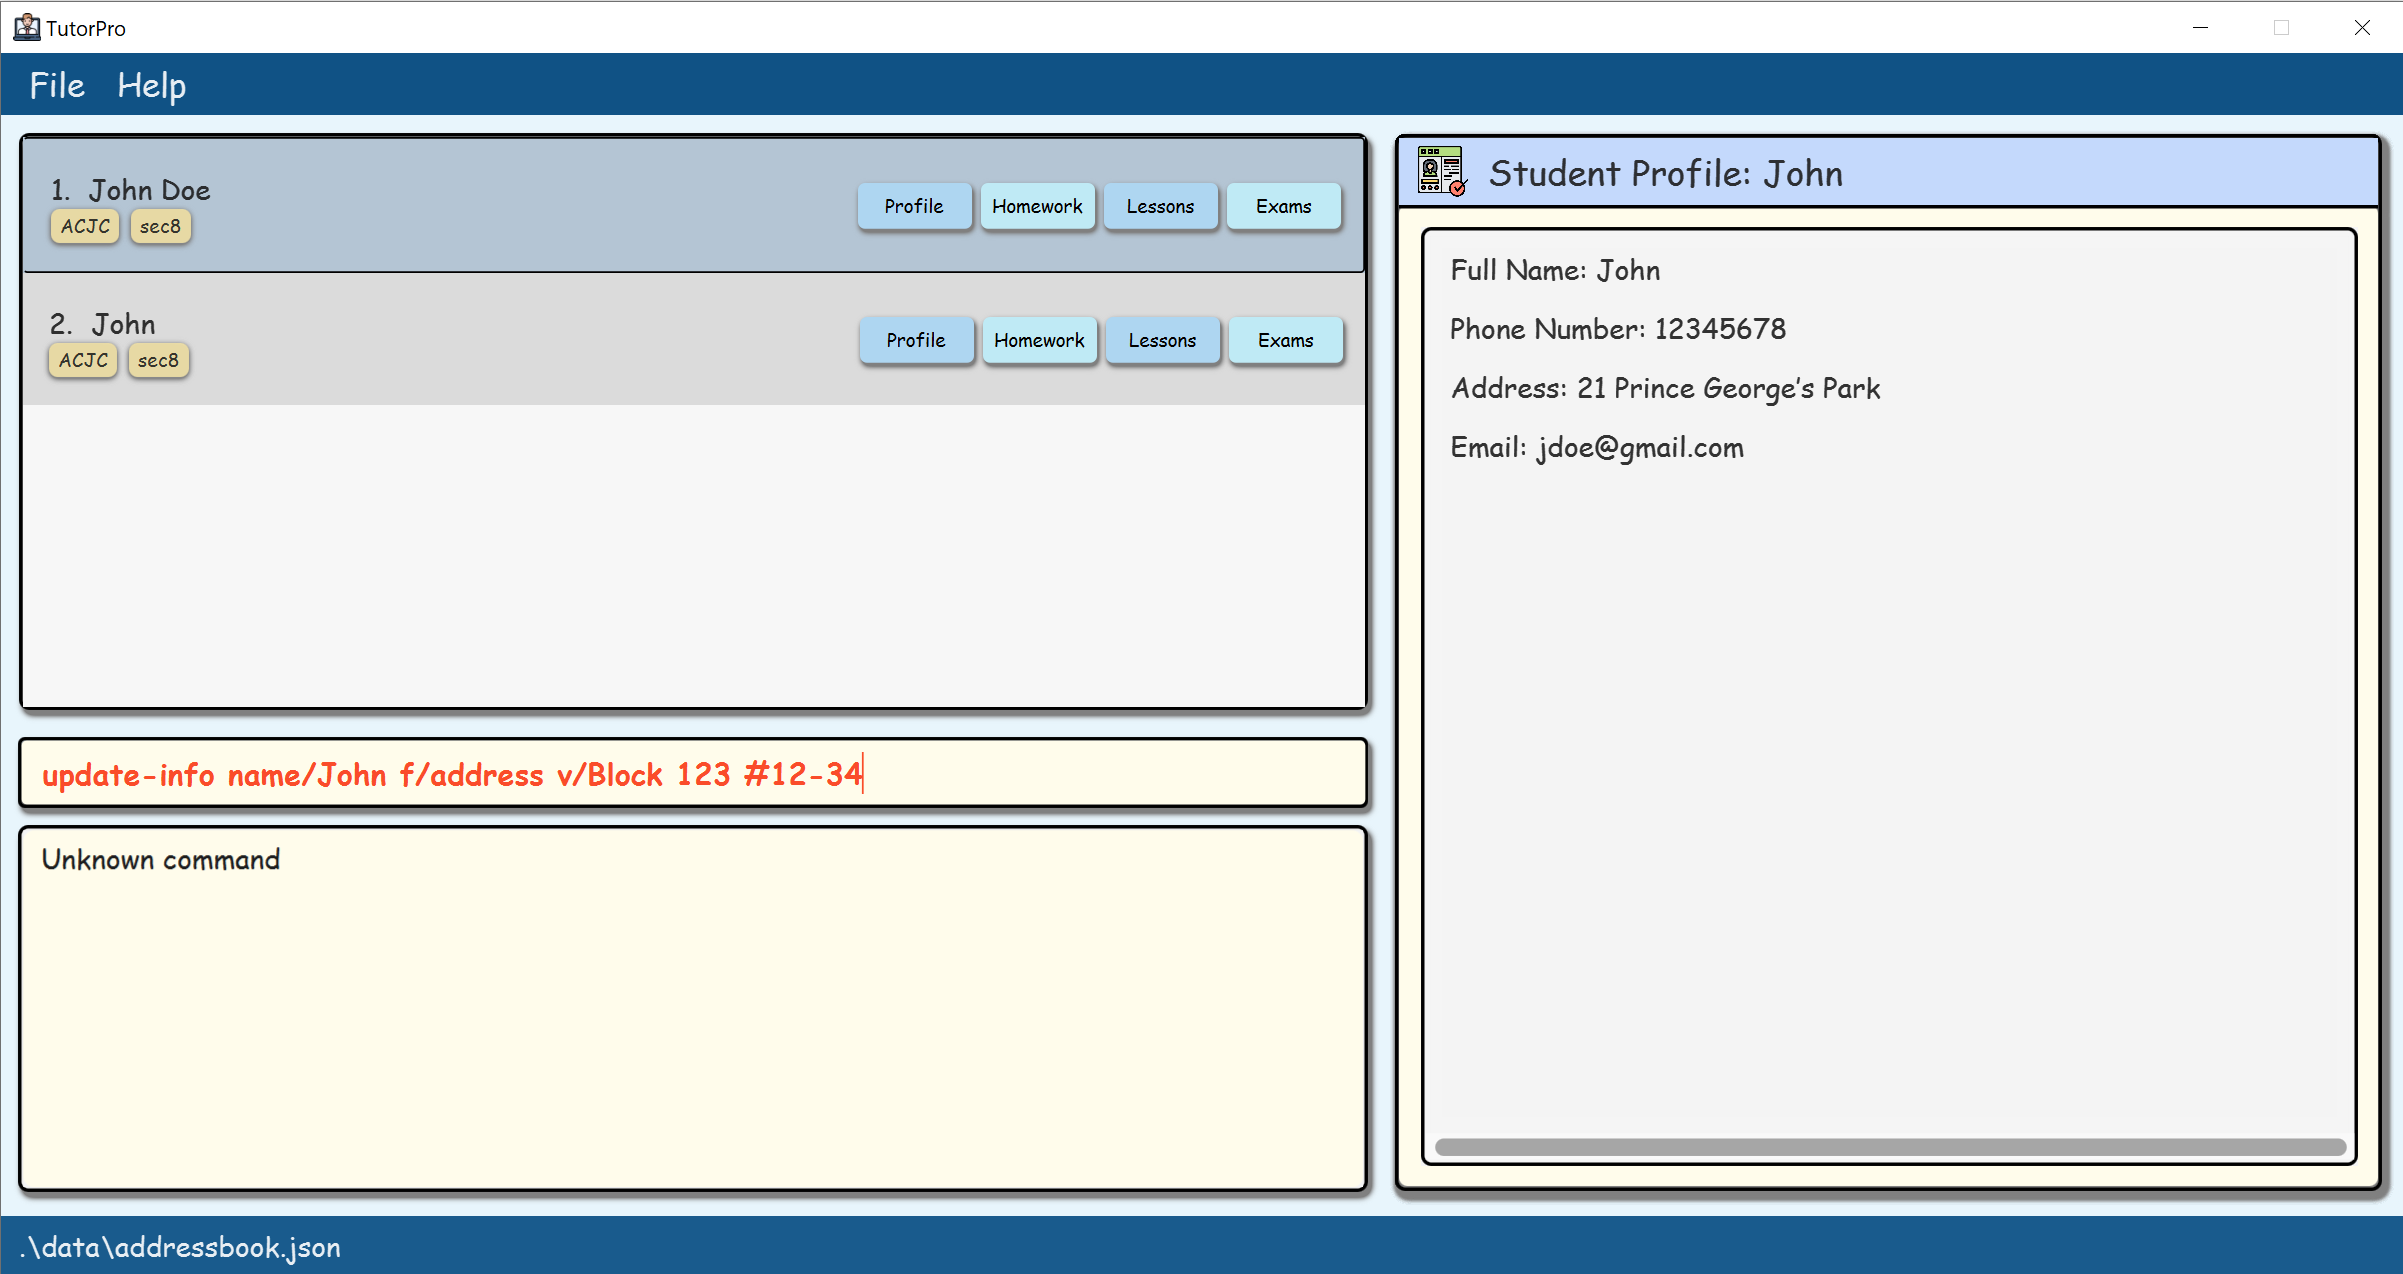 TutorPro
File Help
1. John Doe
ACJC sec8
Profile Homework Lessons Exams
2. John
ACJC sec8
Profile Homework Lessons Exams
update-info name/John f/address v/Block 123 #12-34
Unknown command
Student Profile: John
Full Name: John
Phone Number: 12345678
Address: 21 Prince George's Park
Email: jdoe@gmail.com
.\data\addressbook.json